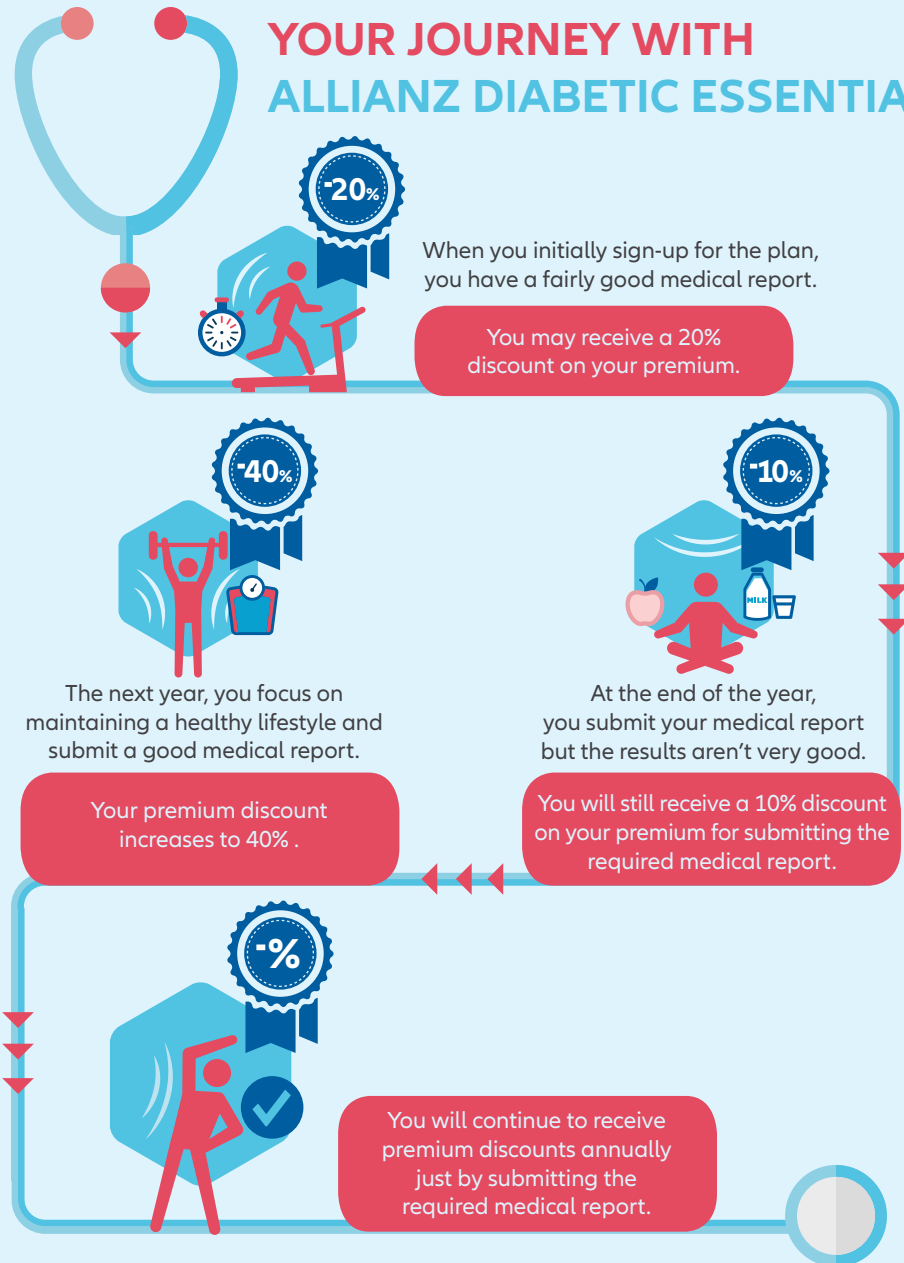 YOUR JOURNEY WITH
ALLIANZ DIABETIC ESSENTIA
-20%
When you initially sign-up for the plan,
you have a fairly good medical report.
You may receive a 20%
discount on your premium.
-10%
MILK
At the end of the year,
you submit your medical report
but the results aren’t very good.
You will still receive a 10% discount
on your premium for submitting the
required medical report.
-40%
The next year, you focus on
maintaining a healthy lifestyle and
submit a good medical report.
Your premium discount
increases to 40% .
-%
You will continue to receive
premium discounts annually
just by submitting the
required medical report.